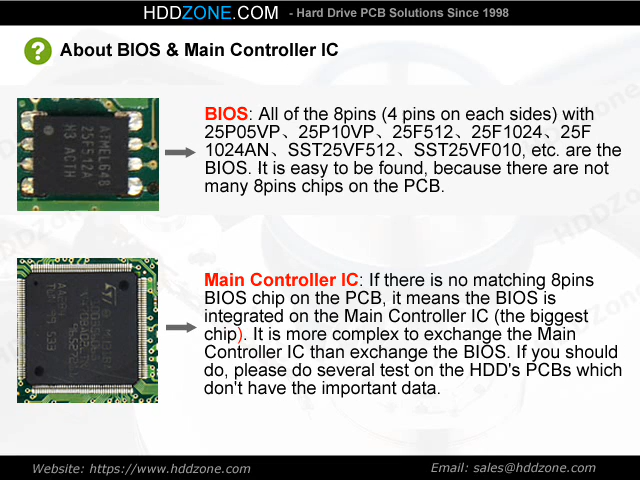 HDDZONE.COM - Hard Drive PCB Solutions Since 1998
? About BIOS & Main Controller IC
ATMEL648
25F512A
N3 ACTH
BIOS: All of the 8pins (4 pins on each sides) with
25P05VP、25P10VP、25F512、25F1024、25F
1024AN、SST25VF512、SST25VF010, etc. are the
BIOS. It is easy to be found, because there are not
many 8pins chips on the PCB.
Main Controller IC: If there is no matching 8pins
BIOS chip on the PCB, it means the BIOS is
integrated on the Main Controller IC (the biggest
chip). It is more complex to exchange the Main
Controller IC than exchange the BIOS. If you should
do, please do several test on the HDD's PCBs which
don't have the important data.
Website: https://www.hddzone.com Email: sales@hddzone.com